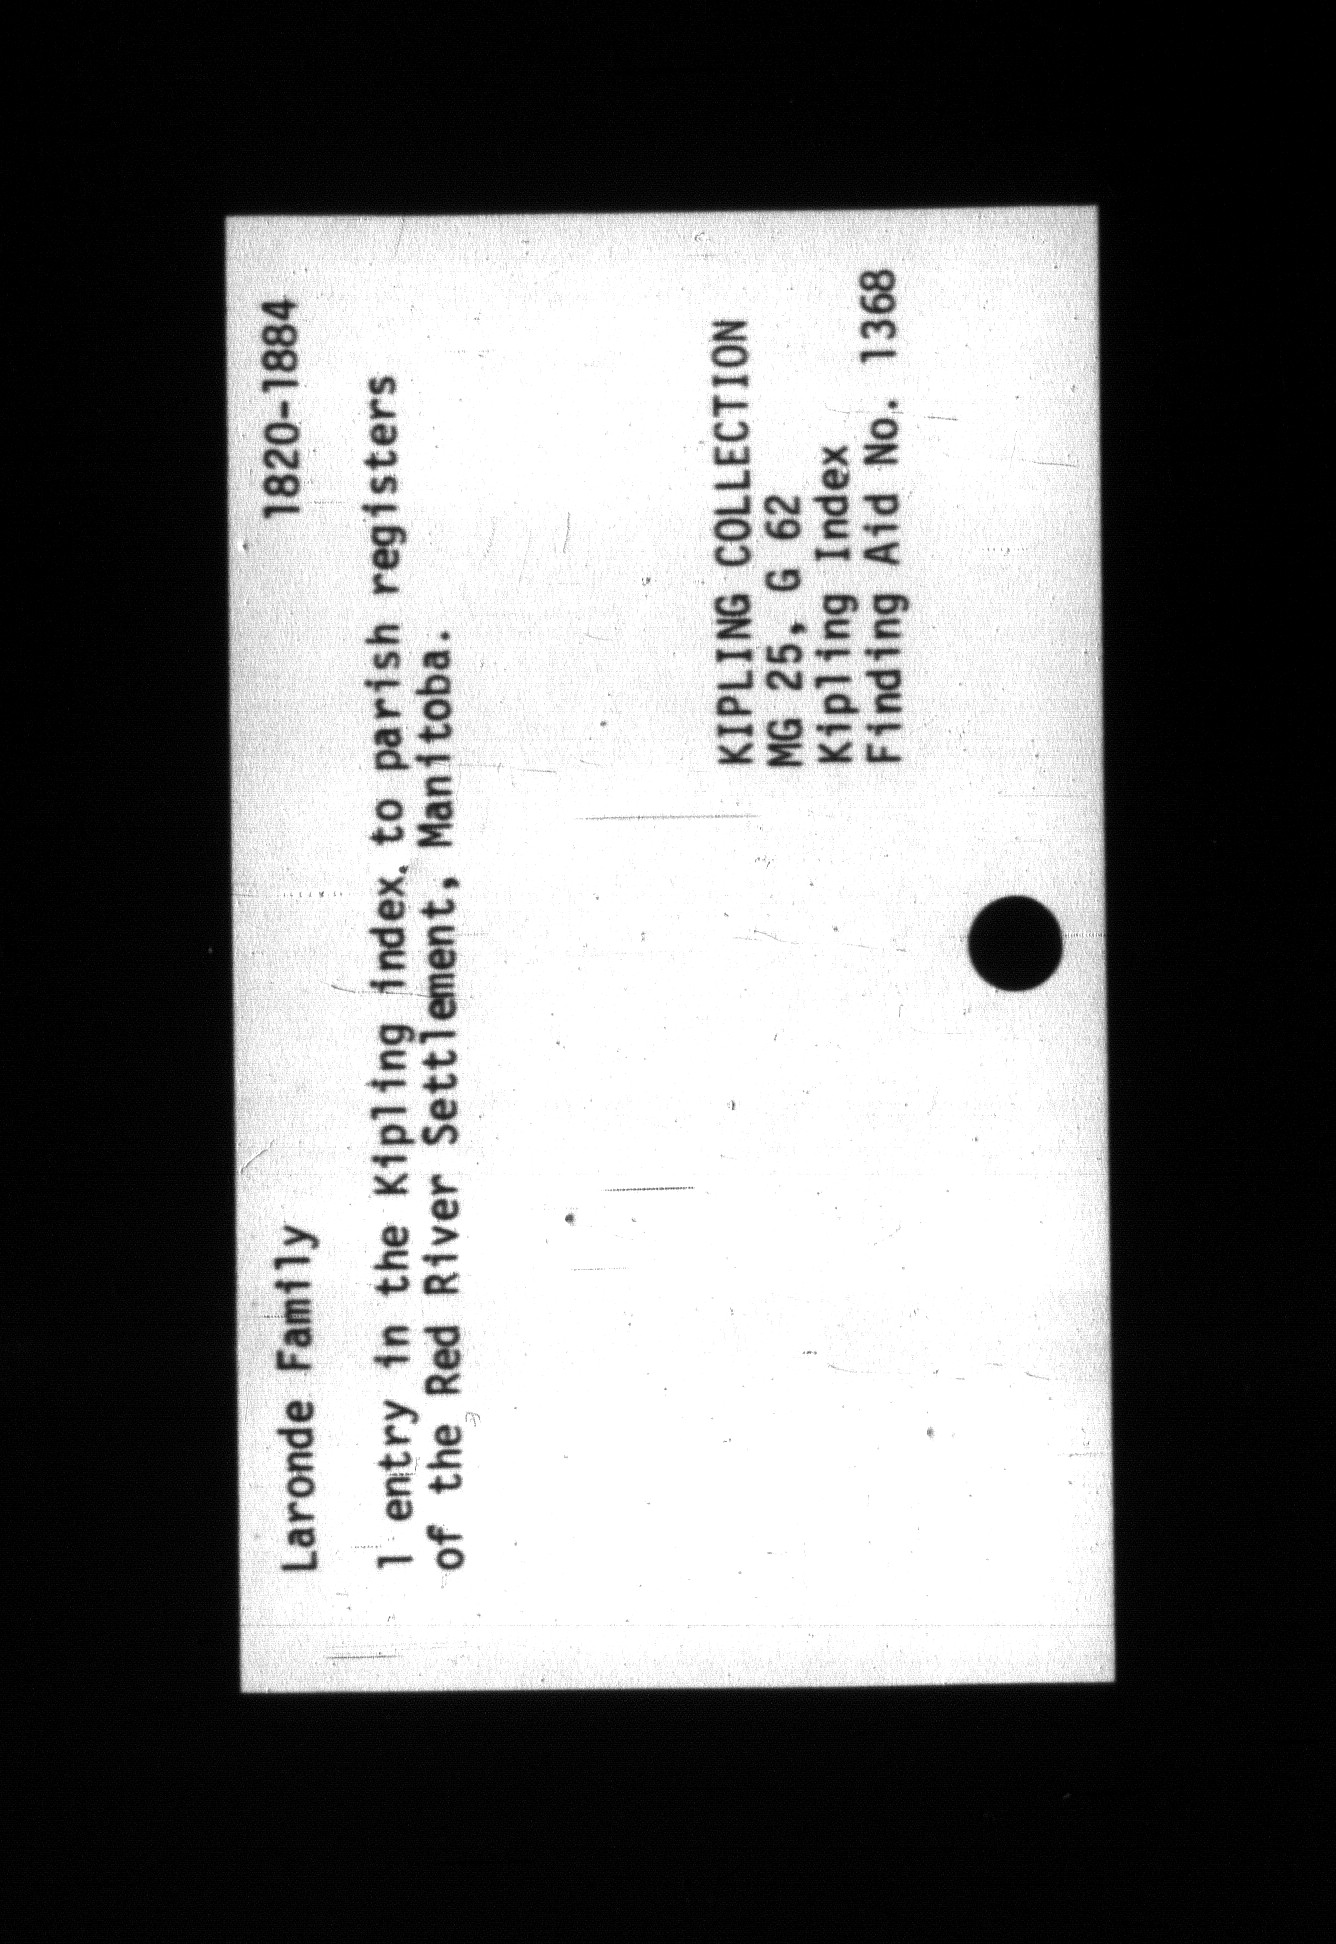 Laronde Family 1820-1884
1 entry in the Kipling index. to parish registers
of the Red River Settlement, Manitoba.
KIPLING COLLECTION
MG 25, G 62
Kipling Index
Finding Aid No. 1368